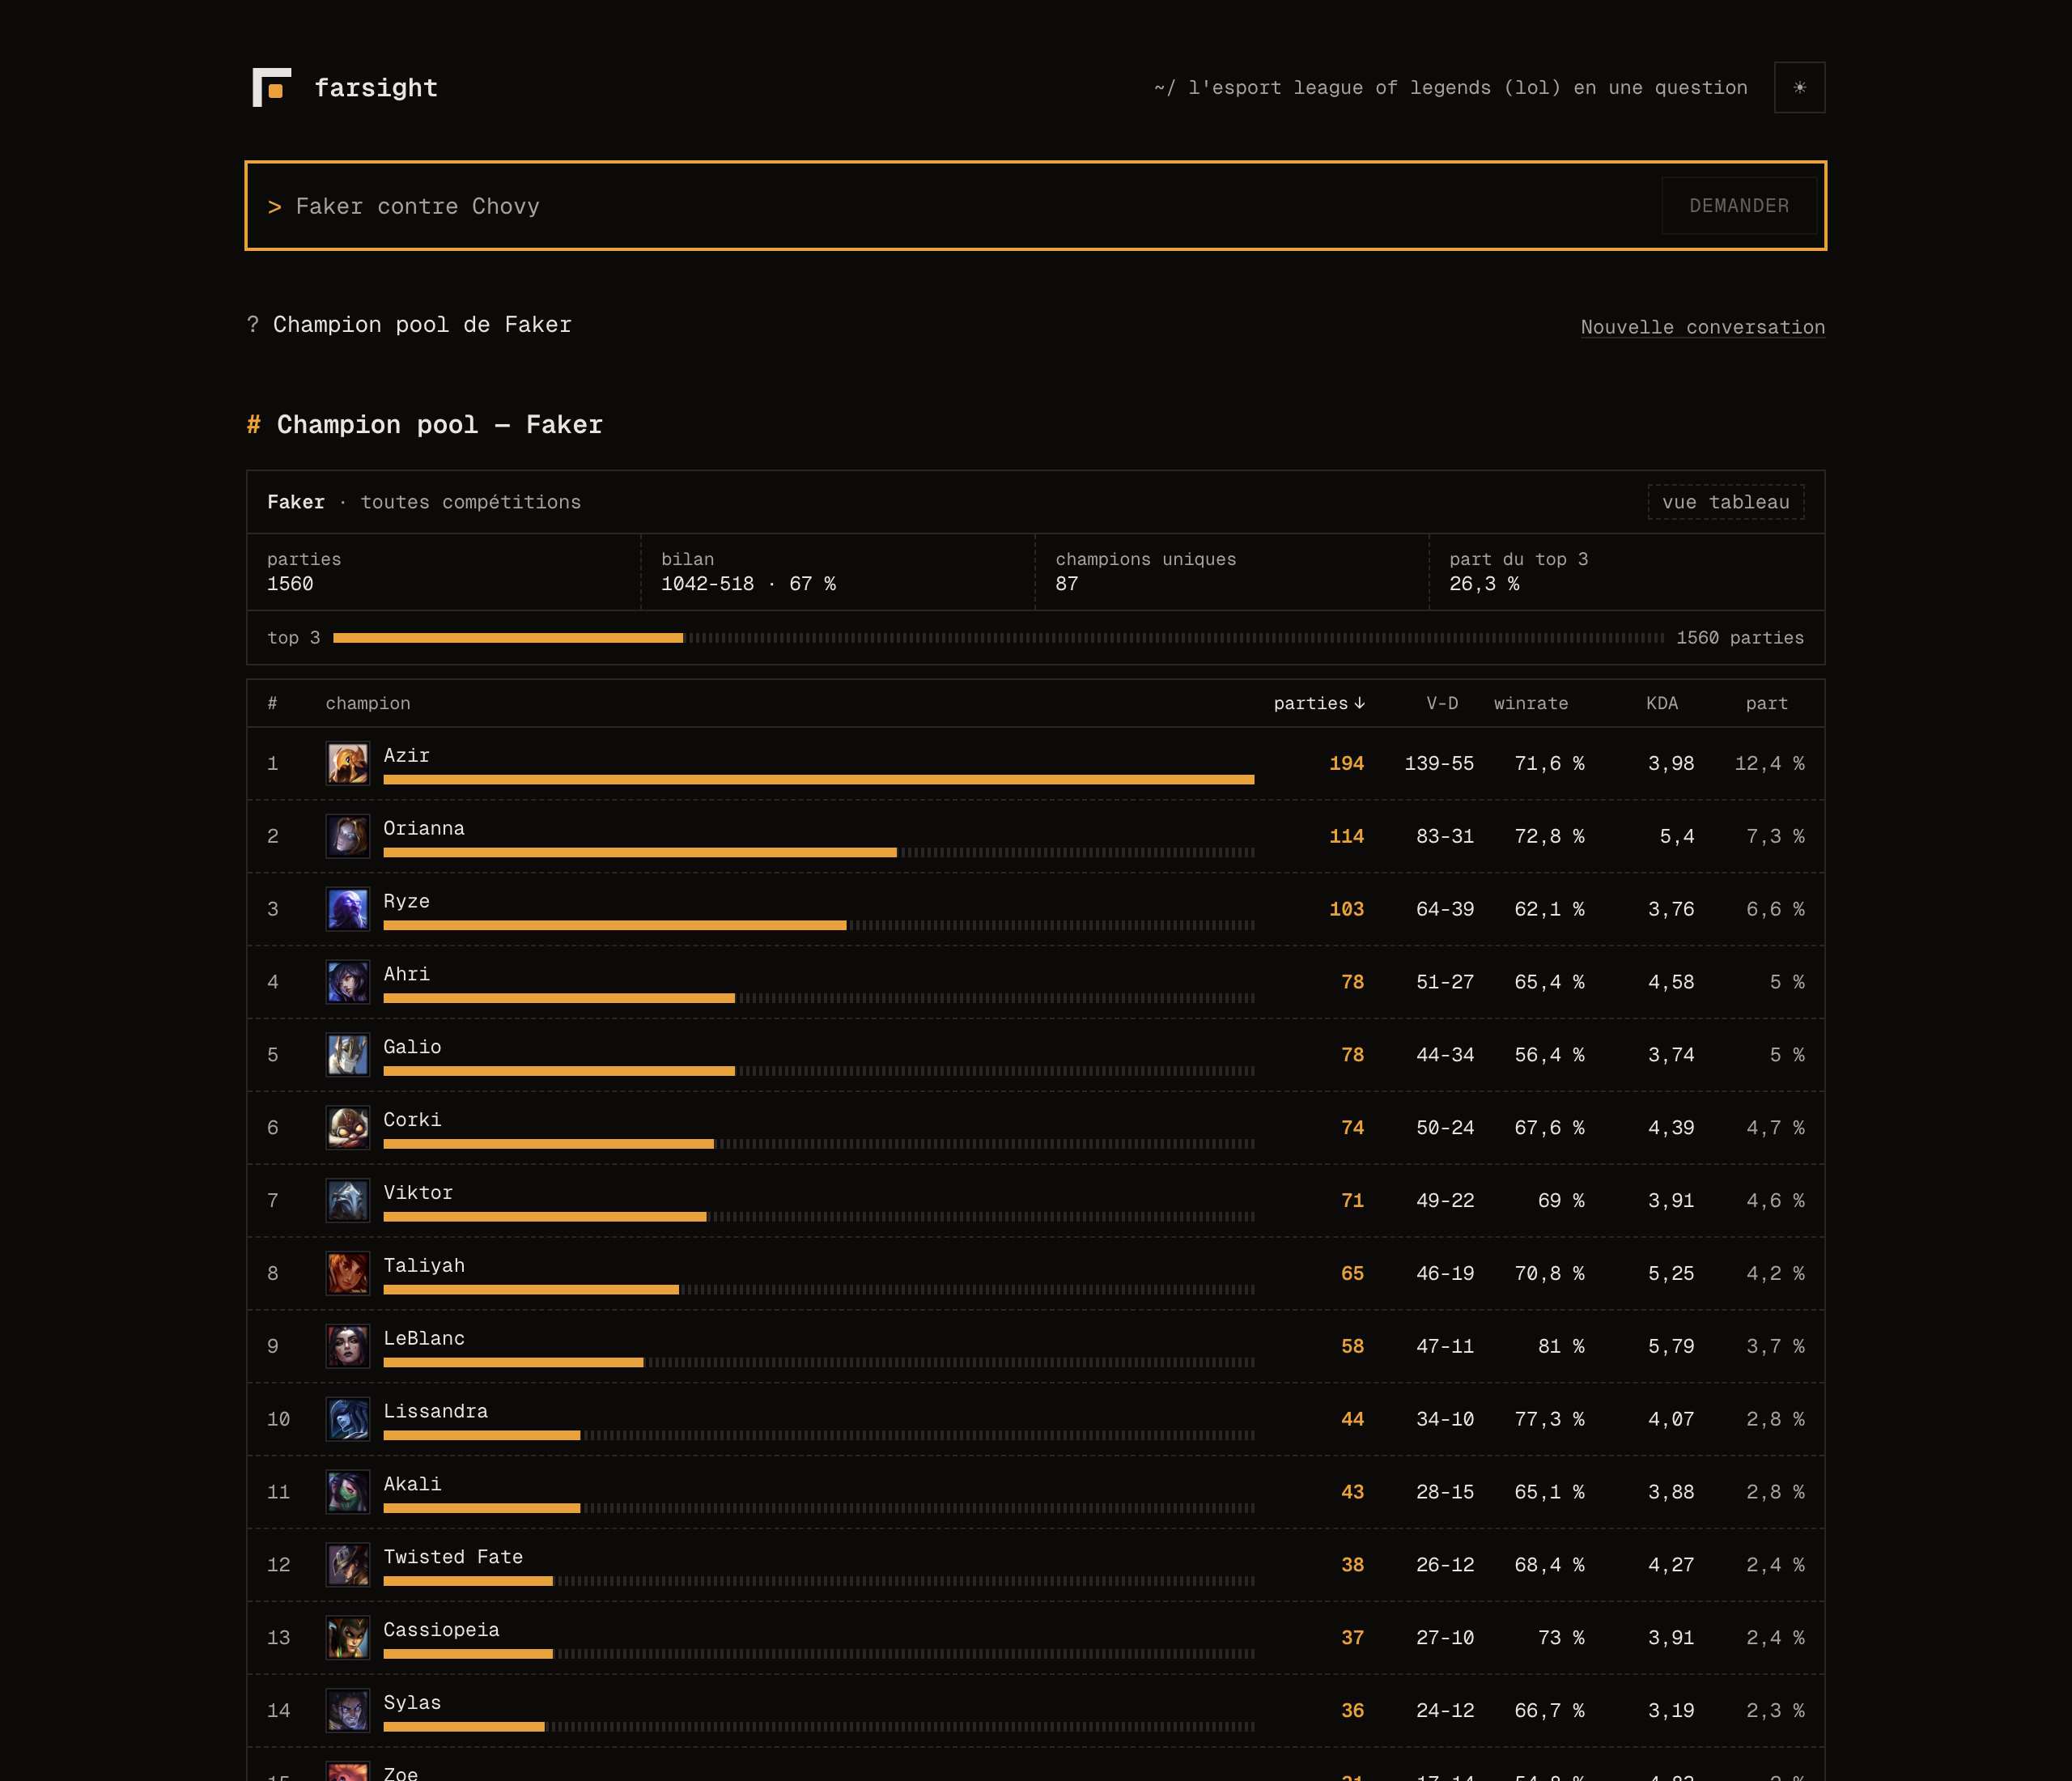 farsight
~/ l'esport league of legends (lol) en une question
> Faker contre Chovy
DEMANDER
? Champion pool de Faker
Nouvelle conversation
# Champion pool — Faker
Faker · toutes compétitions
vue tableau
parties bilan champions uniques part du top 3
1560 1042-518 · 67 % 87 26,3 %
top 3 1560 parties
# champion parties ↓ V-D winrate KDA part
1 Azir 194 139-55 71,6 % 3,98 12,4 %
2 Orianna 114 83-31 72,8 % 5,4 7,3 %
3 Ryze 103 64-39 62,1 % 3,76 6,6 %
4 Ahri 78 51-27 65,4 % 4,58 5 %
5 Galio 78 44-34 56,4 % 3,74 5 %
6 Corki 74 50-24 67,6 % 4,39 4,7 %
7 Viktor 71 49-22 69 % 3,91 4,6 %
8 Taliyah 65 46-19 70,8 % 5,25 4,2 %
9 LeBlanc 58 47-11 81 % 5,79 3,7 %
10 Lissandra 44 34-10 77,3 % 4,07 2,8 %
11 Akali 43 28-15 65,1 % 3,88 2,8 %
12 Twisted Fate 38 26-12 68,4 % 4,27 2,4 %
13 Cassiopeia 37 27-10 73 % 3,91 2,4 %
14 Sylas 36 24-12 66,7 % 3,19 2,3 %
Zoe